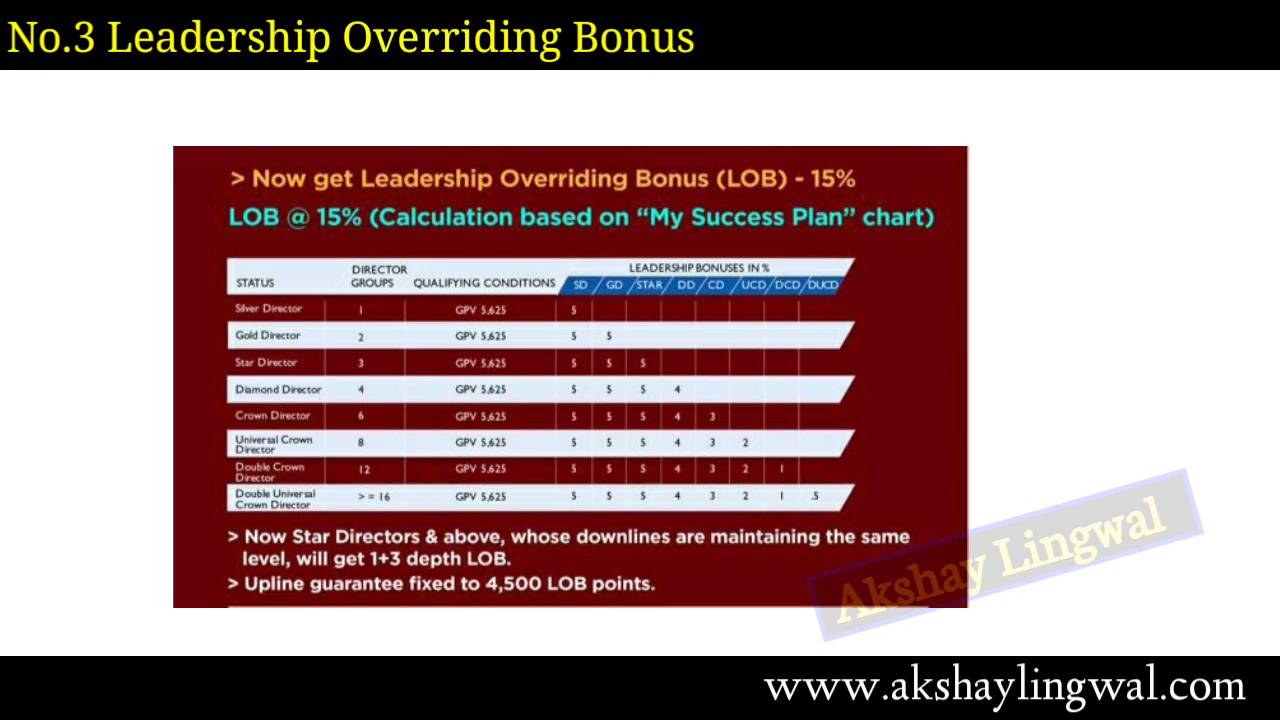 No.3 Leadership Overriding Bonus
> Now get Leadership Overriding Bonus (LOB) - 15%
LOB @ 15% (Calculation based on “My Success Plan” chart)
STATUS DIRECTOR GROUPS QUALIFYING CONDITIONS LEADERSHIP BONUSES IN %
SD GD STAR DD CD UCD DCD DUCD
Silver Director 1 GPV 5,625 5
Gold Director 2 GPV 5,625 5 5
Star Director 3 GPV 5,625 5 5 5
Diamond Director 4 GPV 5,625 5 5 5 4
Crown Director 6 GPV 5,625 5 5 5 4 3
Universal Crown Director 8 GPV 5,625 5 5 5 4 3 2
Double Crown Director 12 GPV 5,625 5 5 5 4 3 2 1
Double Universal Crown Director > = 16 GPV 5,625 5 5 5 4 3 2 1 .5
> Now Star Directors & above, whose downlines are maintaining the same
level, will get 1+3 depth LOB.
> Upline guarantee fixed to 4,500 LOB points.
Akshay Lingwal
www.akshaylingwal.com